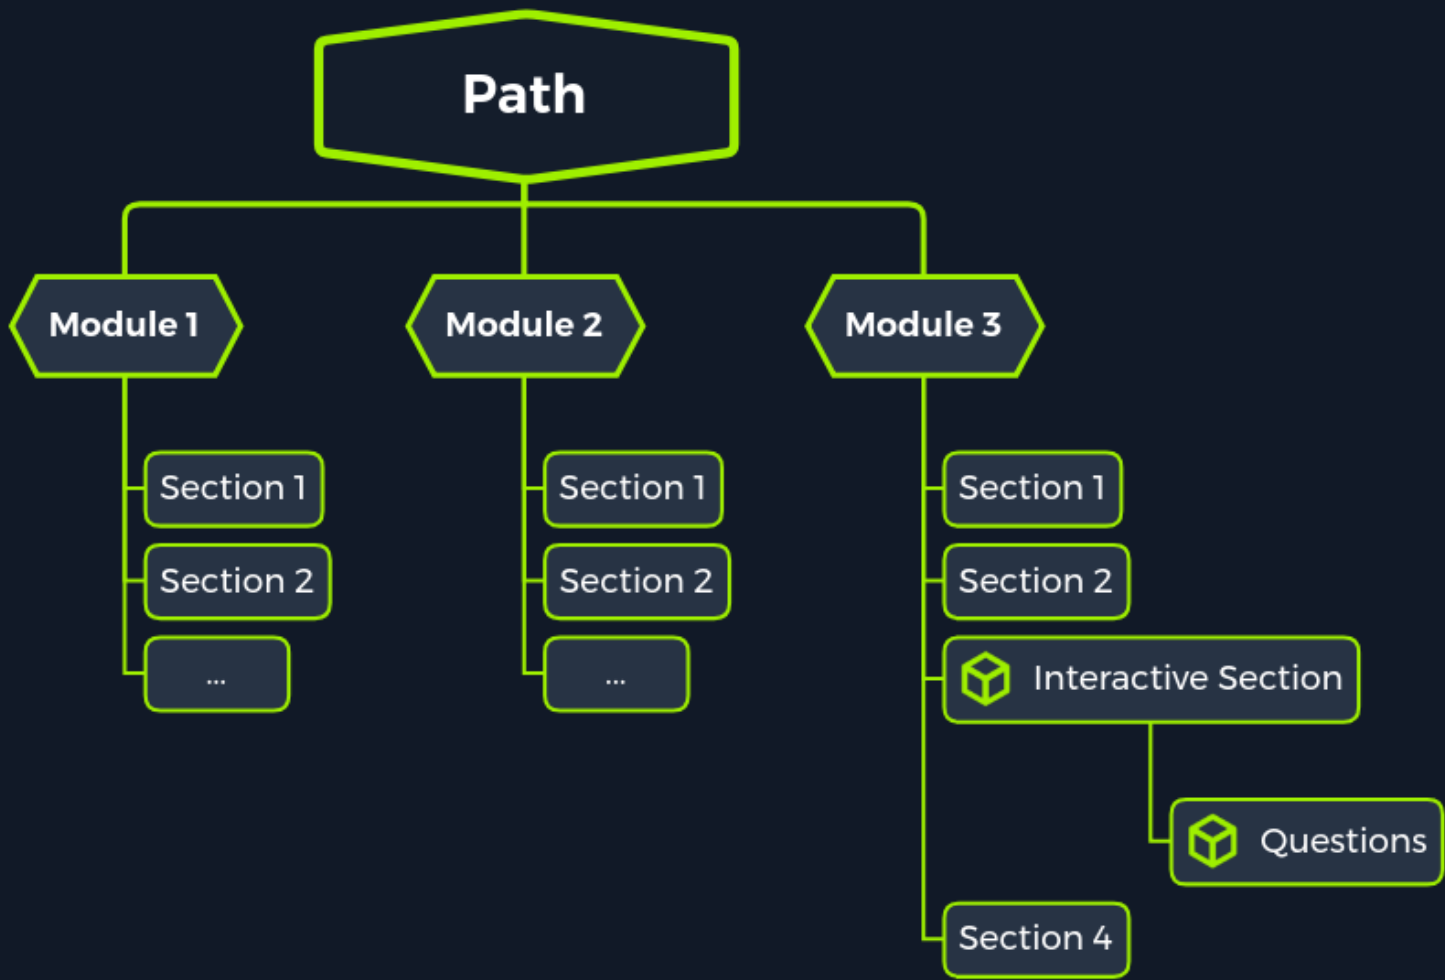 Path
Module 1
Module 2
Module 3
Section 1
Section 1
Section 1
Section 2
Section 2
Section 2
...
...
Interactive Section
Questions
Section 4